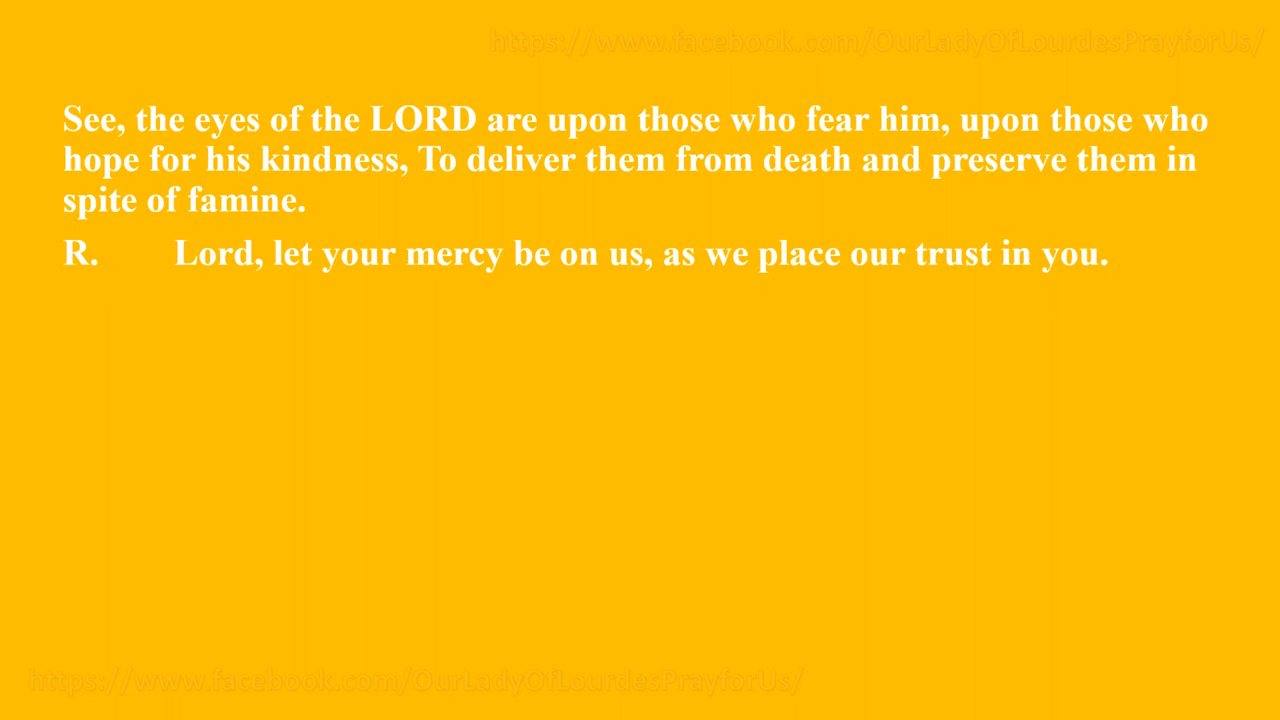 https://www.facebook.com/OurLadyOfLourdesPrayforUs/
See, the eyes of the LORD are upon those who fear him, upon those who
hope for his kindness, To deliver them from death and preserve them in
spite of famine.
R. Lord, let your mercy be on us, as we place our trust in you.
https://www.facebook.com/OurLadyOfLourdesPrayforUs/